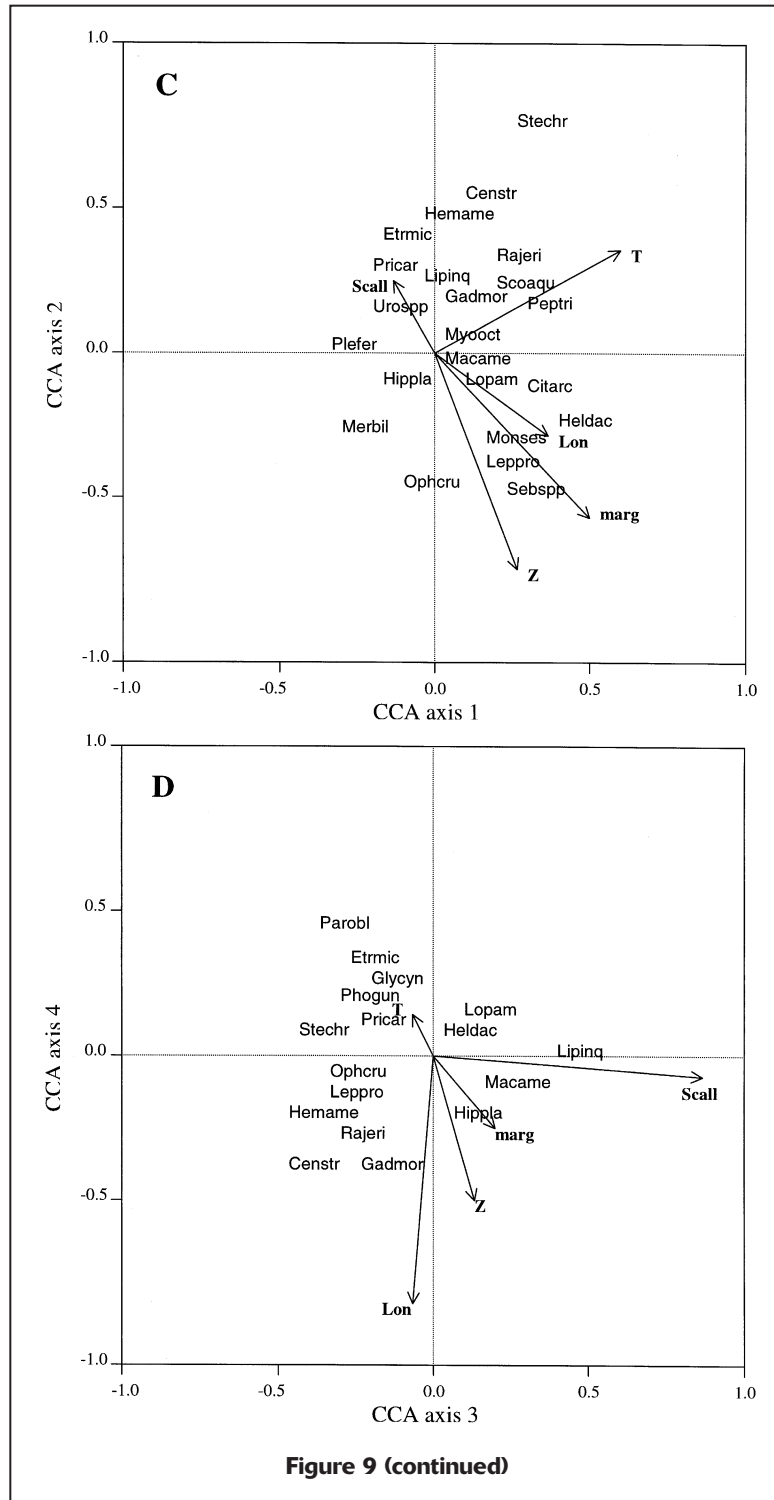 1.0
C
Stechr
Censtr
0.5
Hemame
Etrmic
Rajeri
T
Pricar
Lipinq
Scall
Scoaqu
Gadmor
Urospp
Peptri
CCA axis 2
Myooct
Plefer
0.0
Macame
Hippla
Lopam
Citarc
Heldac
Merbil
Monses
Lon
Leppro
Ophcru
Sebspp
-0.5
marg
Z
-1.0
-1.0 -0.5 0.0 0.5 1.0
CCA axis 1
1.0
D
0.5
Parobl
Etrmic
Glycyn
Phogun
T
Pricar
Lopam
Stechr
Heldac
CCA axis 4
0.0
Lipinq
Ophcru
Macame
Leppro
Scall
Hemame
Hippla
Rajeri
marg
Censtr
Gadmor
-0.5
Z
Lon
-1.0
-1.0 -0.5 0.0 0.5 1.0
CCA axis 3
Figure 9 (continued)